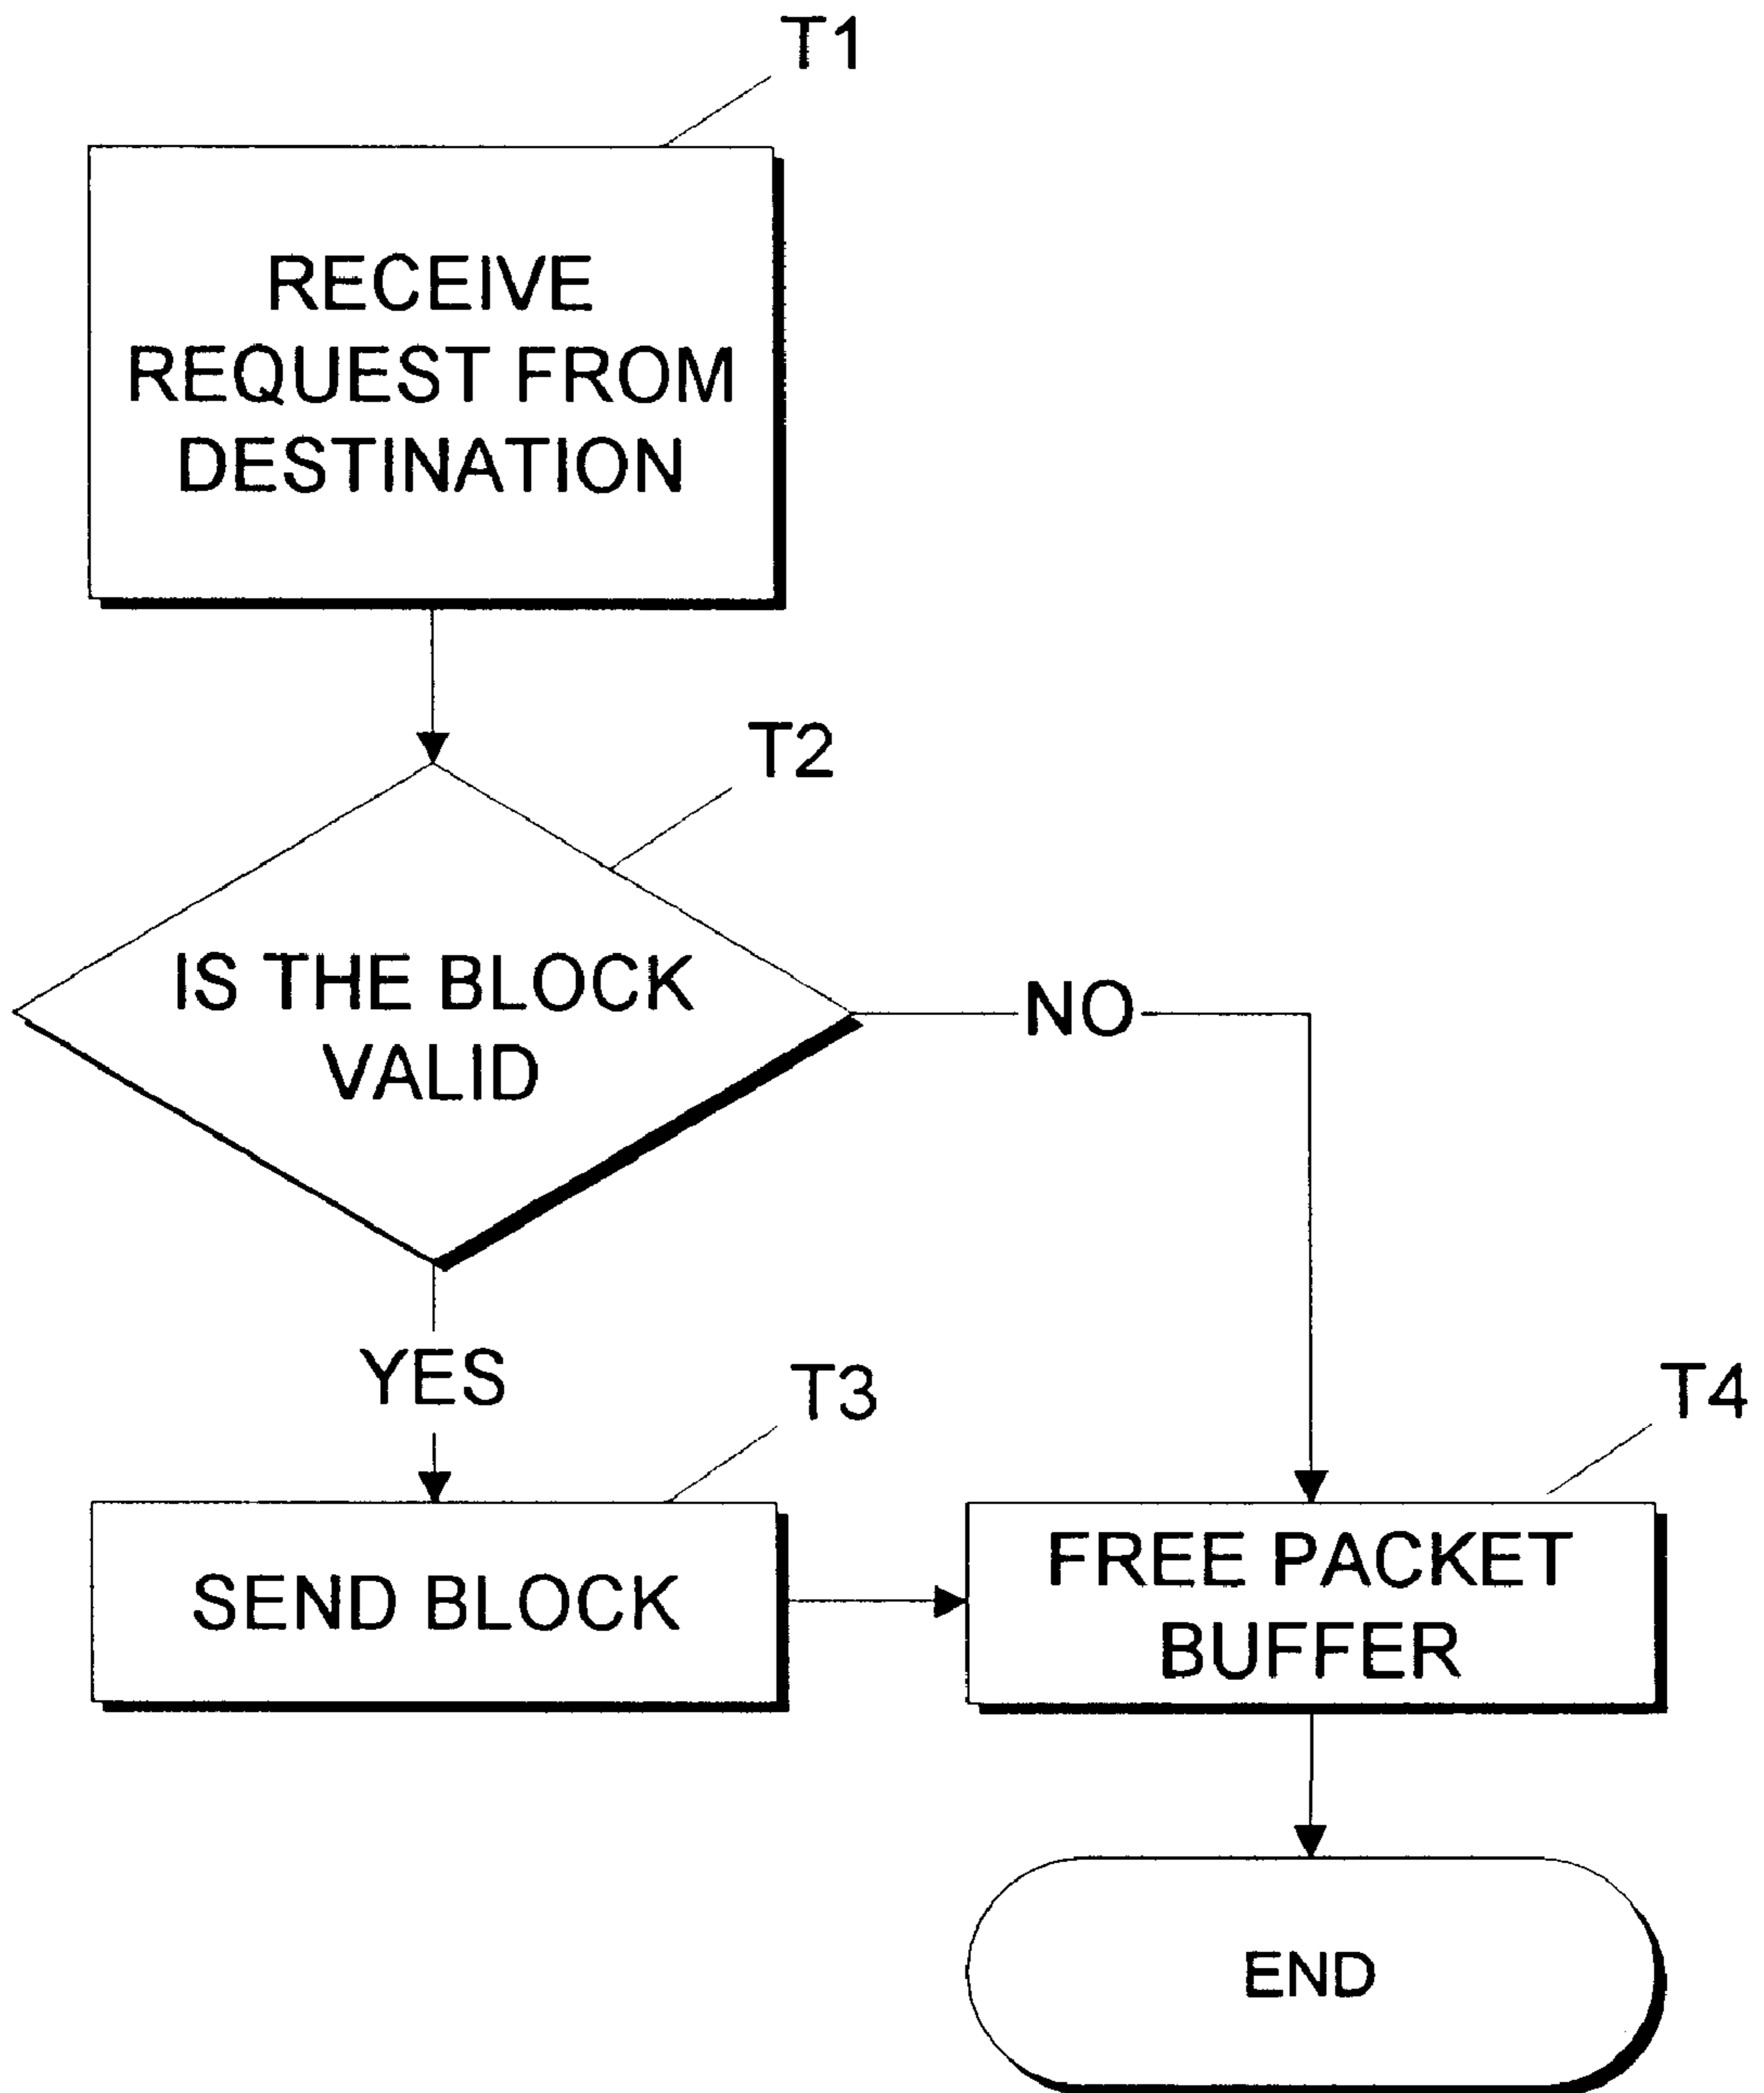 T1
RECEIVE
REQUEST FROM
DESTINATION
T2
IS THE BLOCK
VALID
NO
YES
T3
T4
SEND BLOCK
FREE PACKET
BUFFER
END